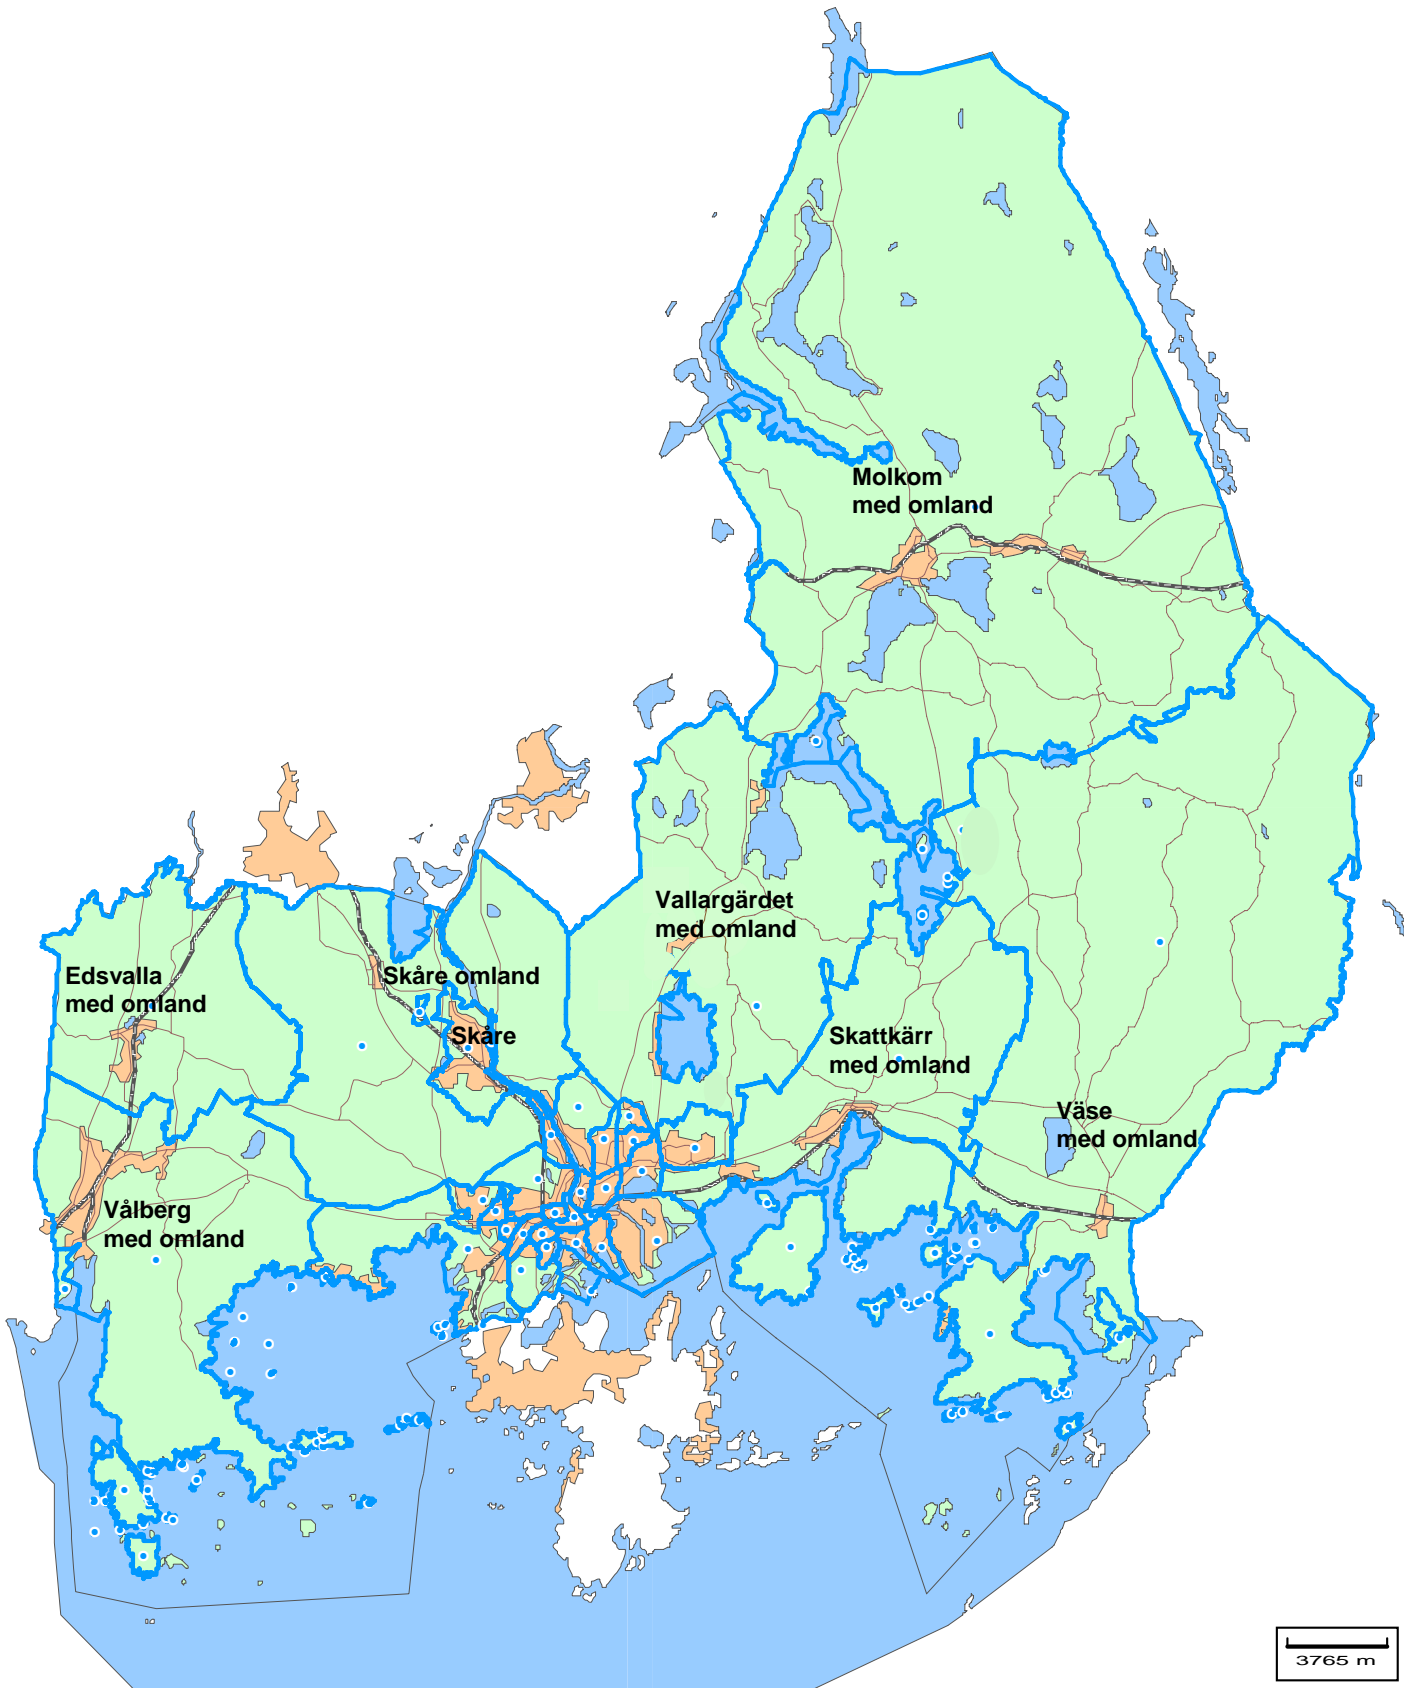 Molkom
med omland
Vallargärdet
med omland
Edsvalla
med omland
Skåre omland
Skåre
Skattkärr
med omland
Väse
med omland
Vålberg
med omland
3765 m